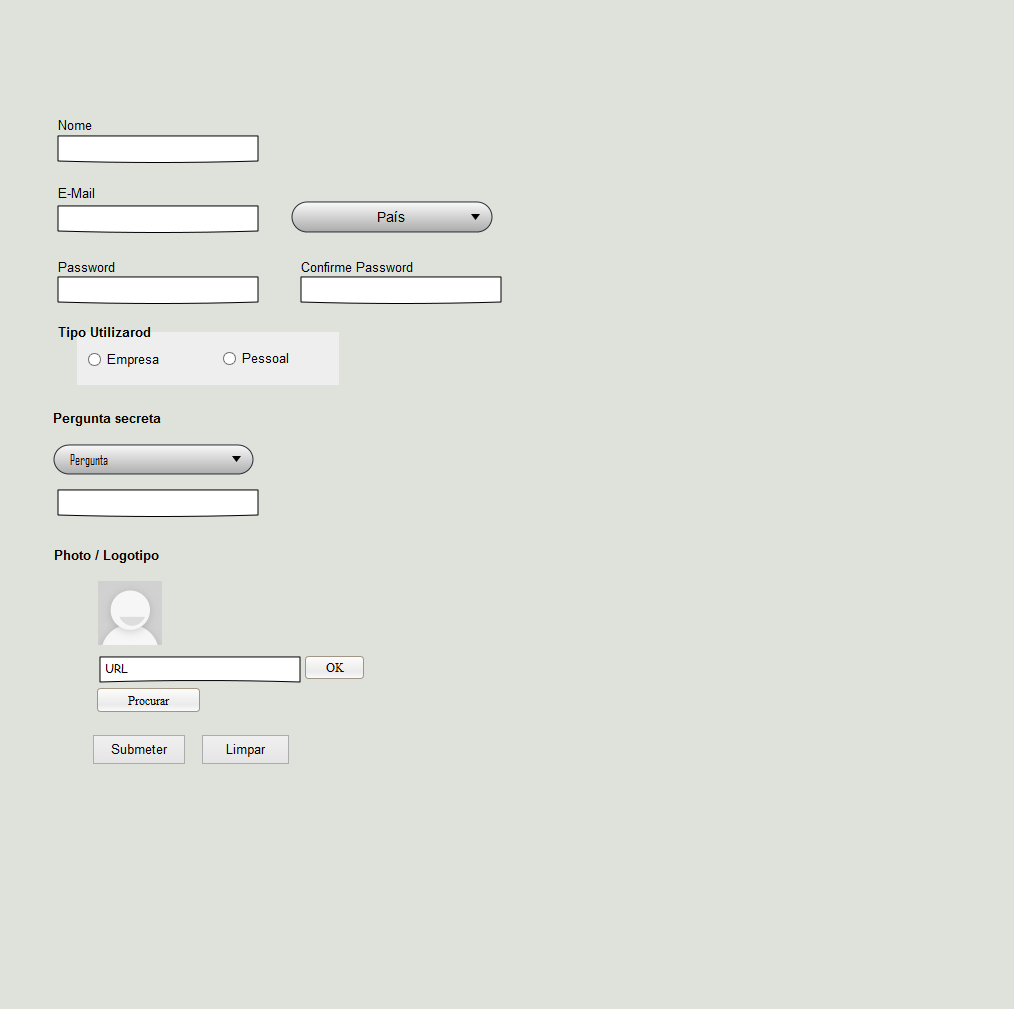 Nome
E-Mail
País
Password
Confirme Password
Tipo Utilizarod
Empresa
Pessoal
Pergunta secreta
Pergunta
Photo / Logotipo
URL
OK
Procurar
Submeter
Limpar